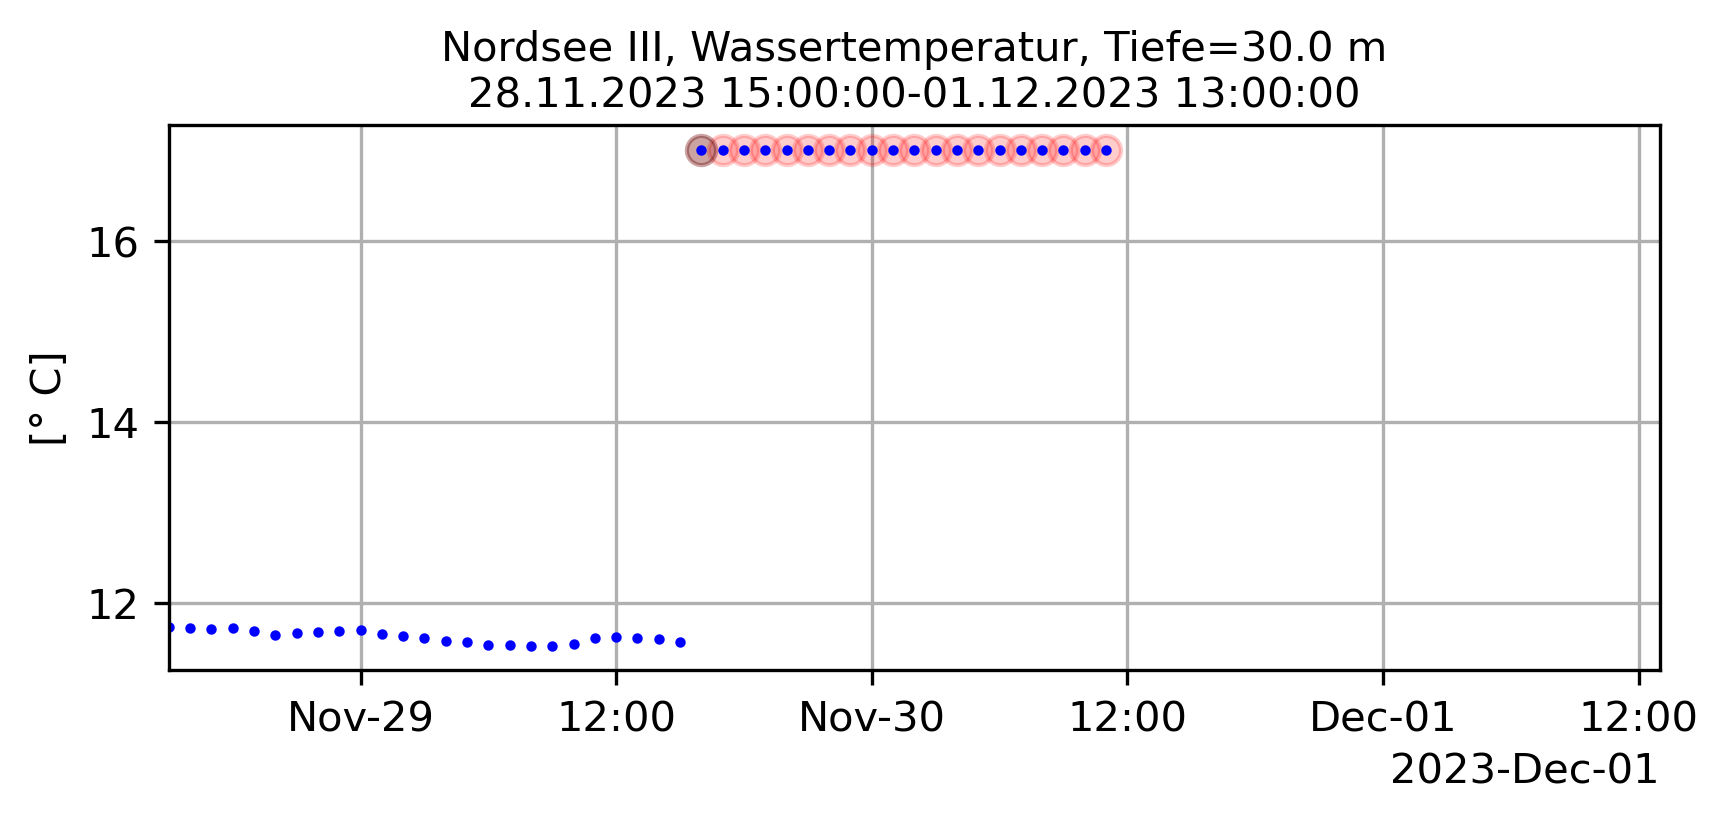 Nordsee III, Wassertemperatur, Tiefe=30.0 m
28.11.2023 15:00:00-01.12.2023 13:00:00
[° C]
16
14
12
Nov-29 12:00 Nov-30 12:00 Dec-01 12:00
2023-Dec-01